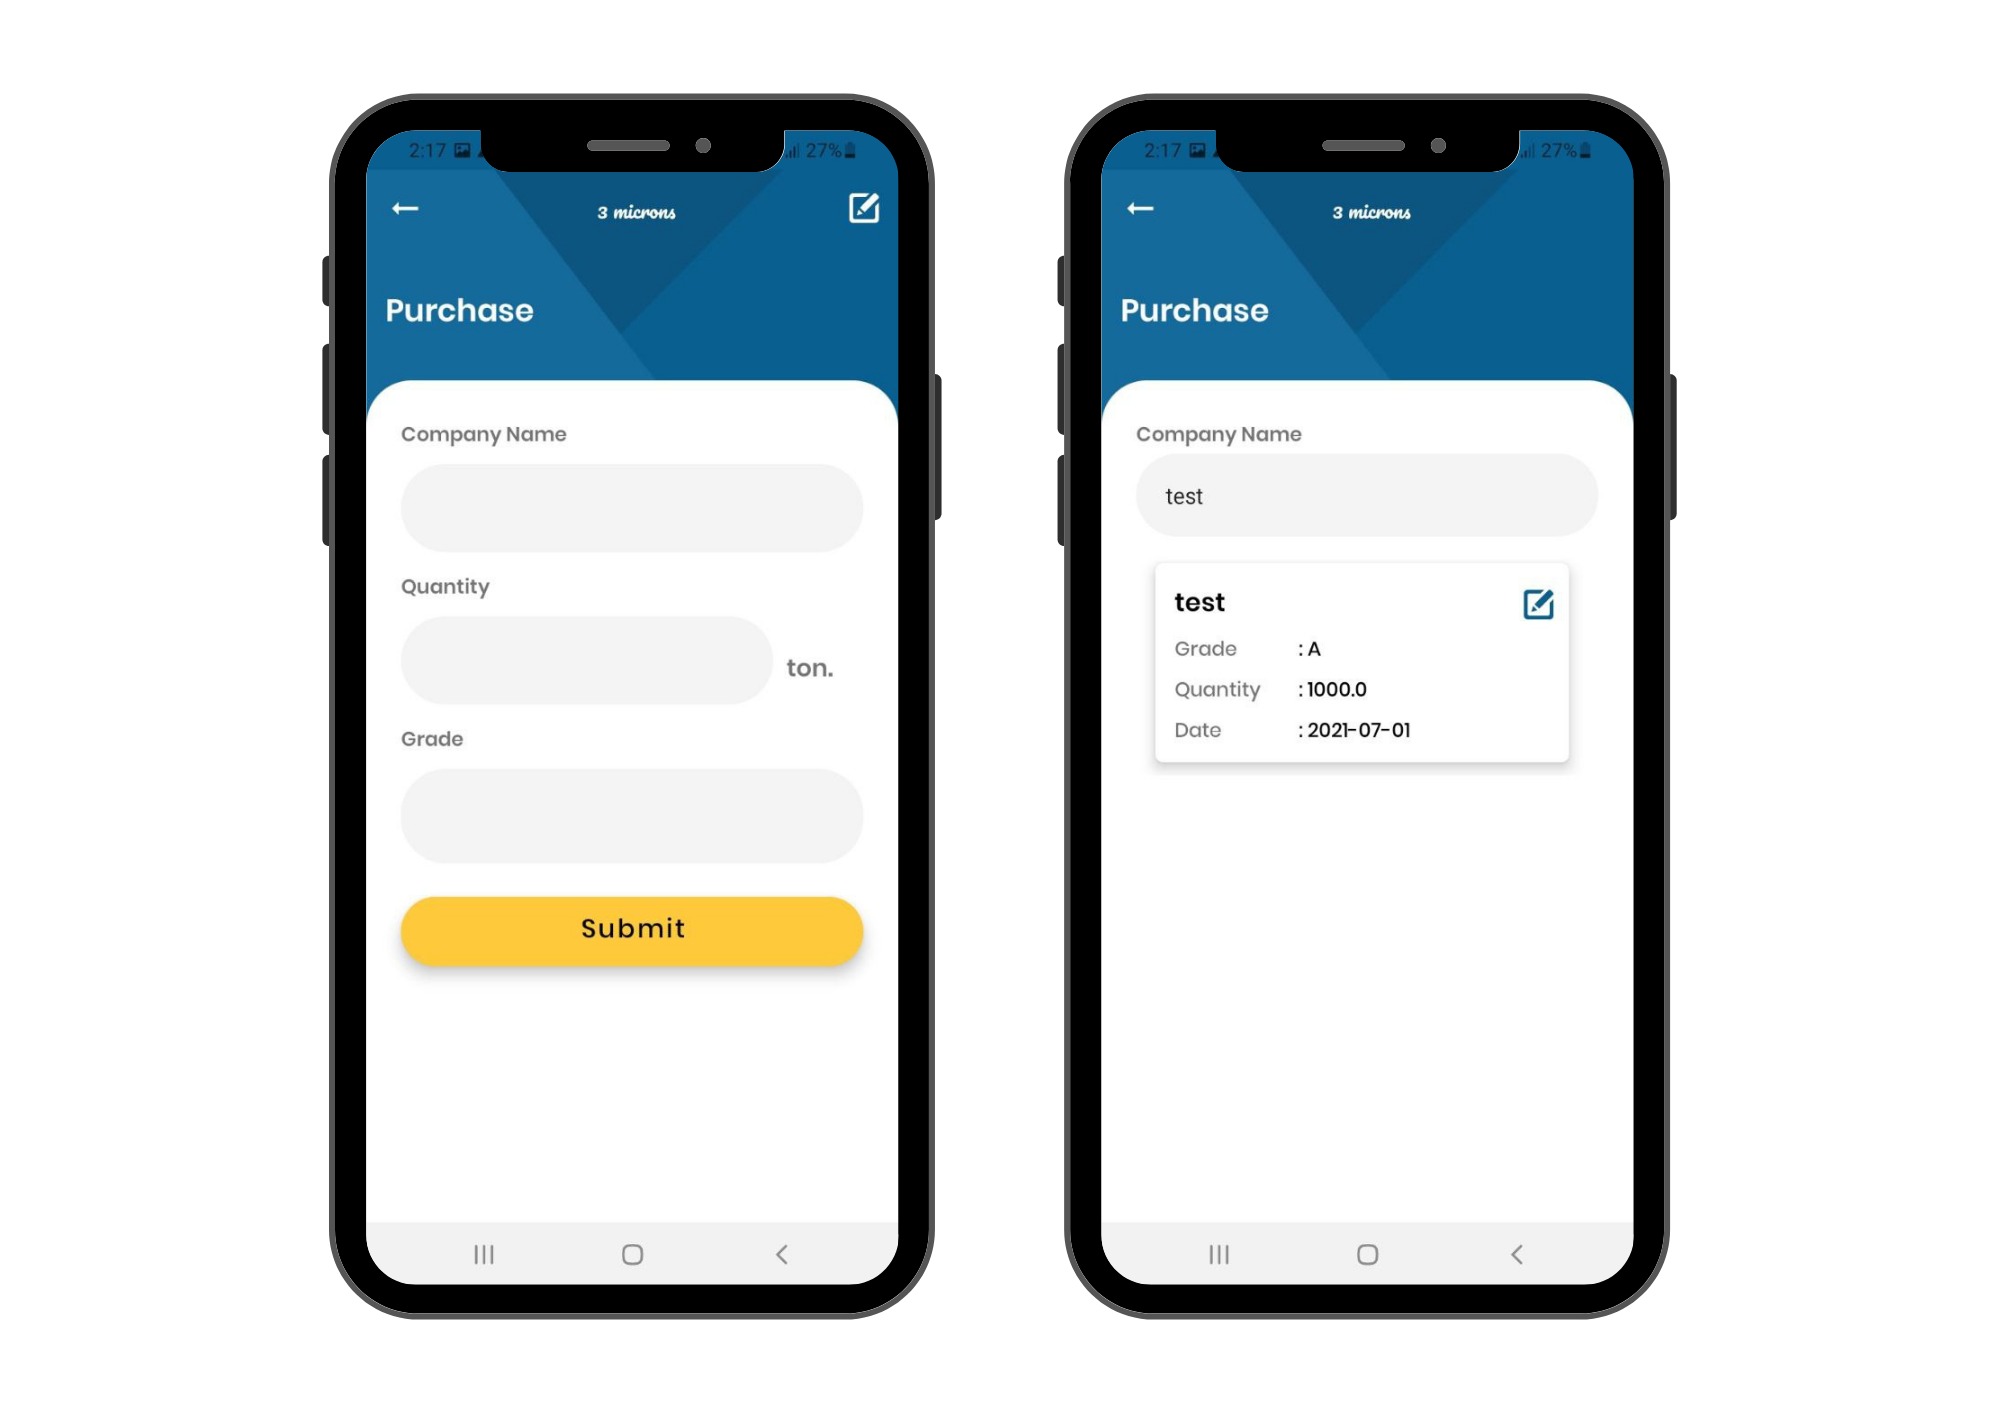 2:17
27%
3 microns
Purchase
Company Name
Quantity
ton.
Grade
Submit
2:17
27%
3 microns
Purchase
Company Name
test
test
Grade : A
Quantity : 1000.0
Date : 2021-07-01